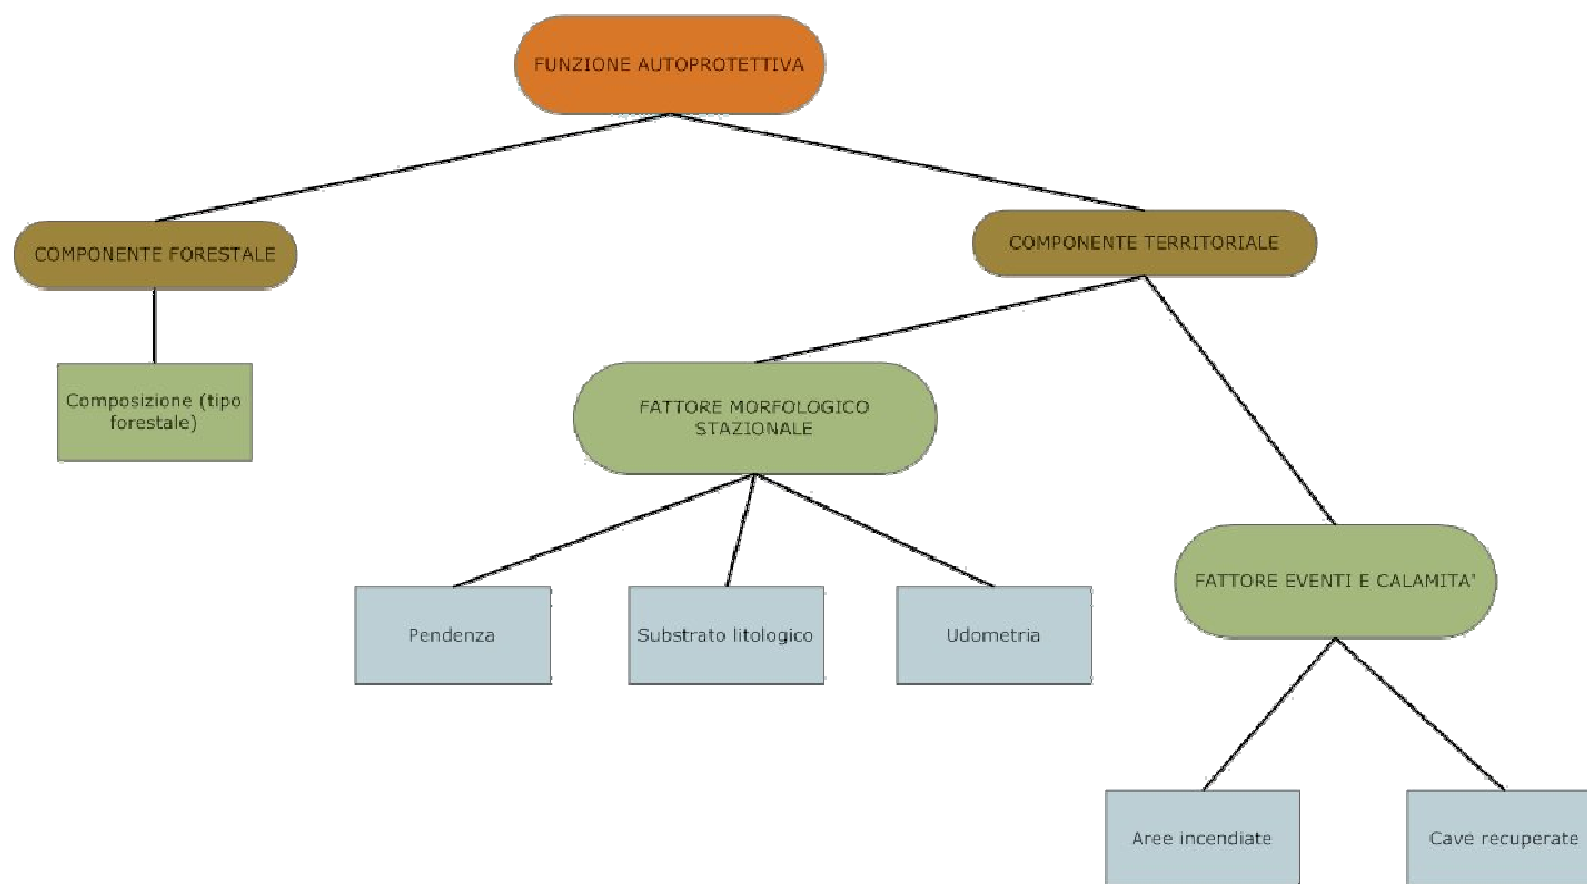 FUNZIONE AUTOPROTETTIVA
COMPONENTE FORESTALE
COMPONENTE TERRITORIALE
Composizione (tipo
forestale)
FATTORE MORFOLOGICO
STAZIONALE
FATTORE EVENTI E CALAMITA'
Pendenza
Substrato litologico
Udometria
Aree incendiate
Cave recuperate